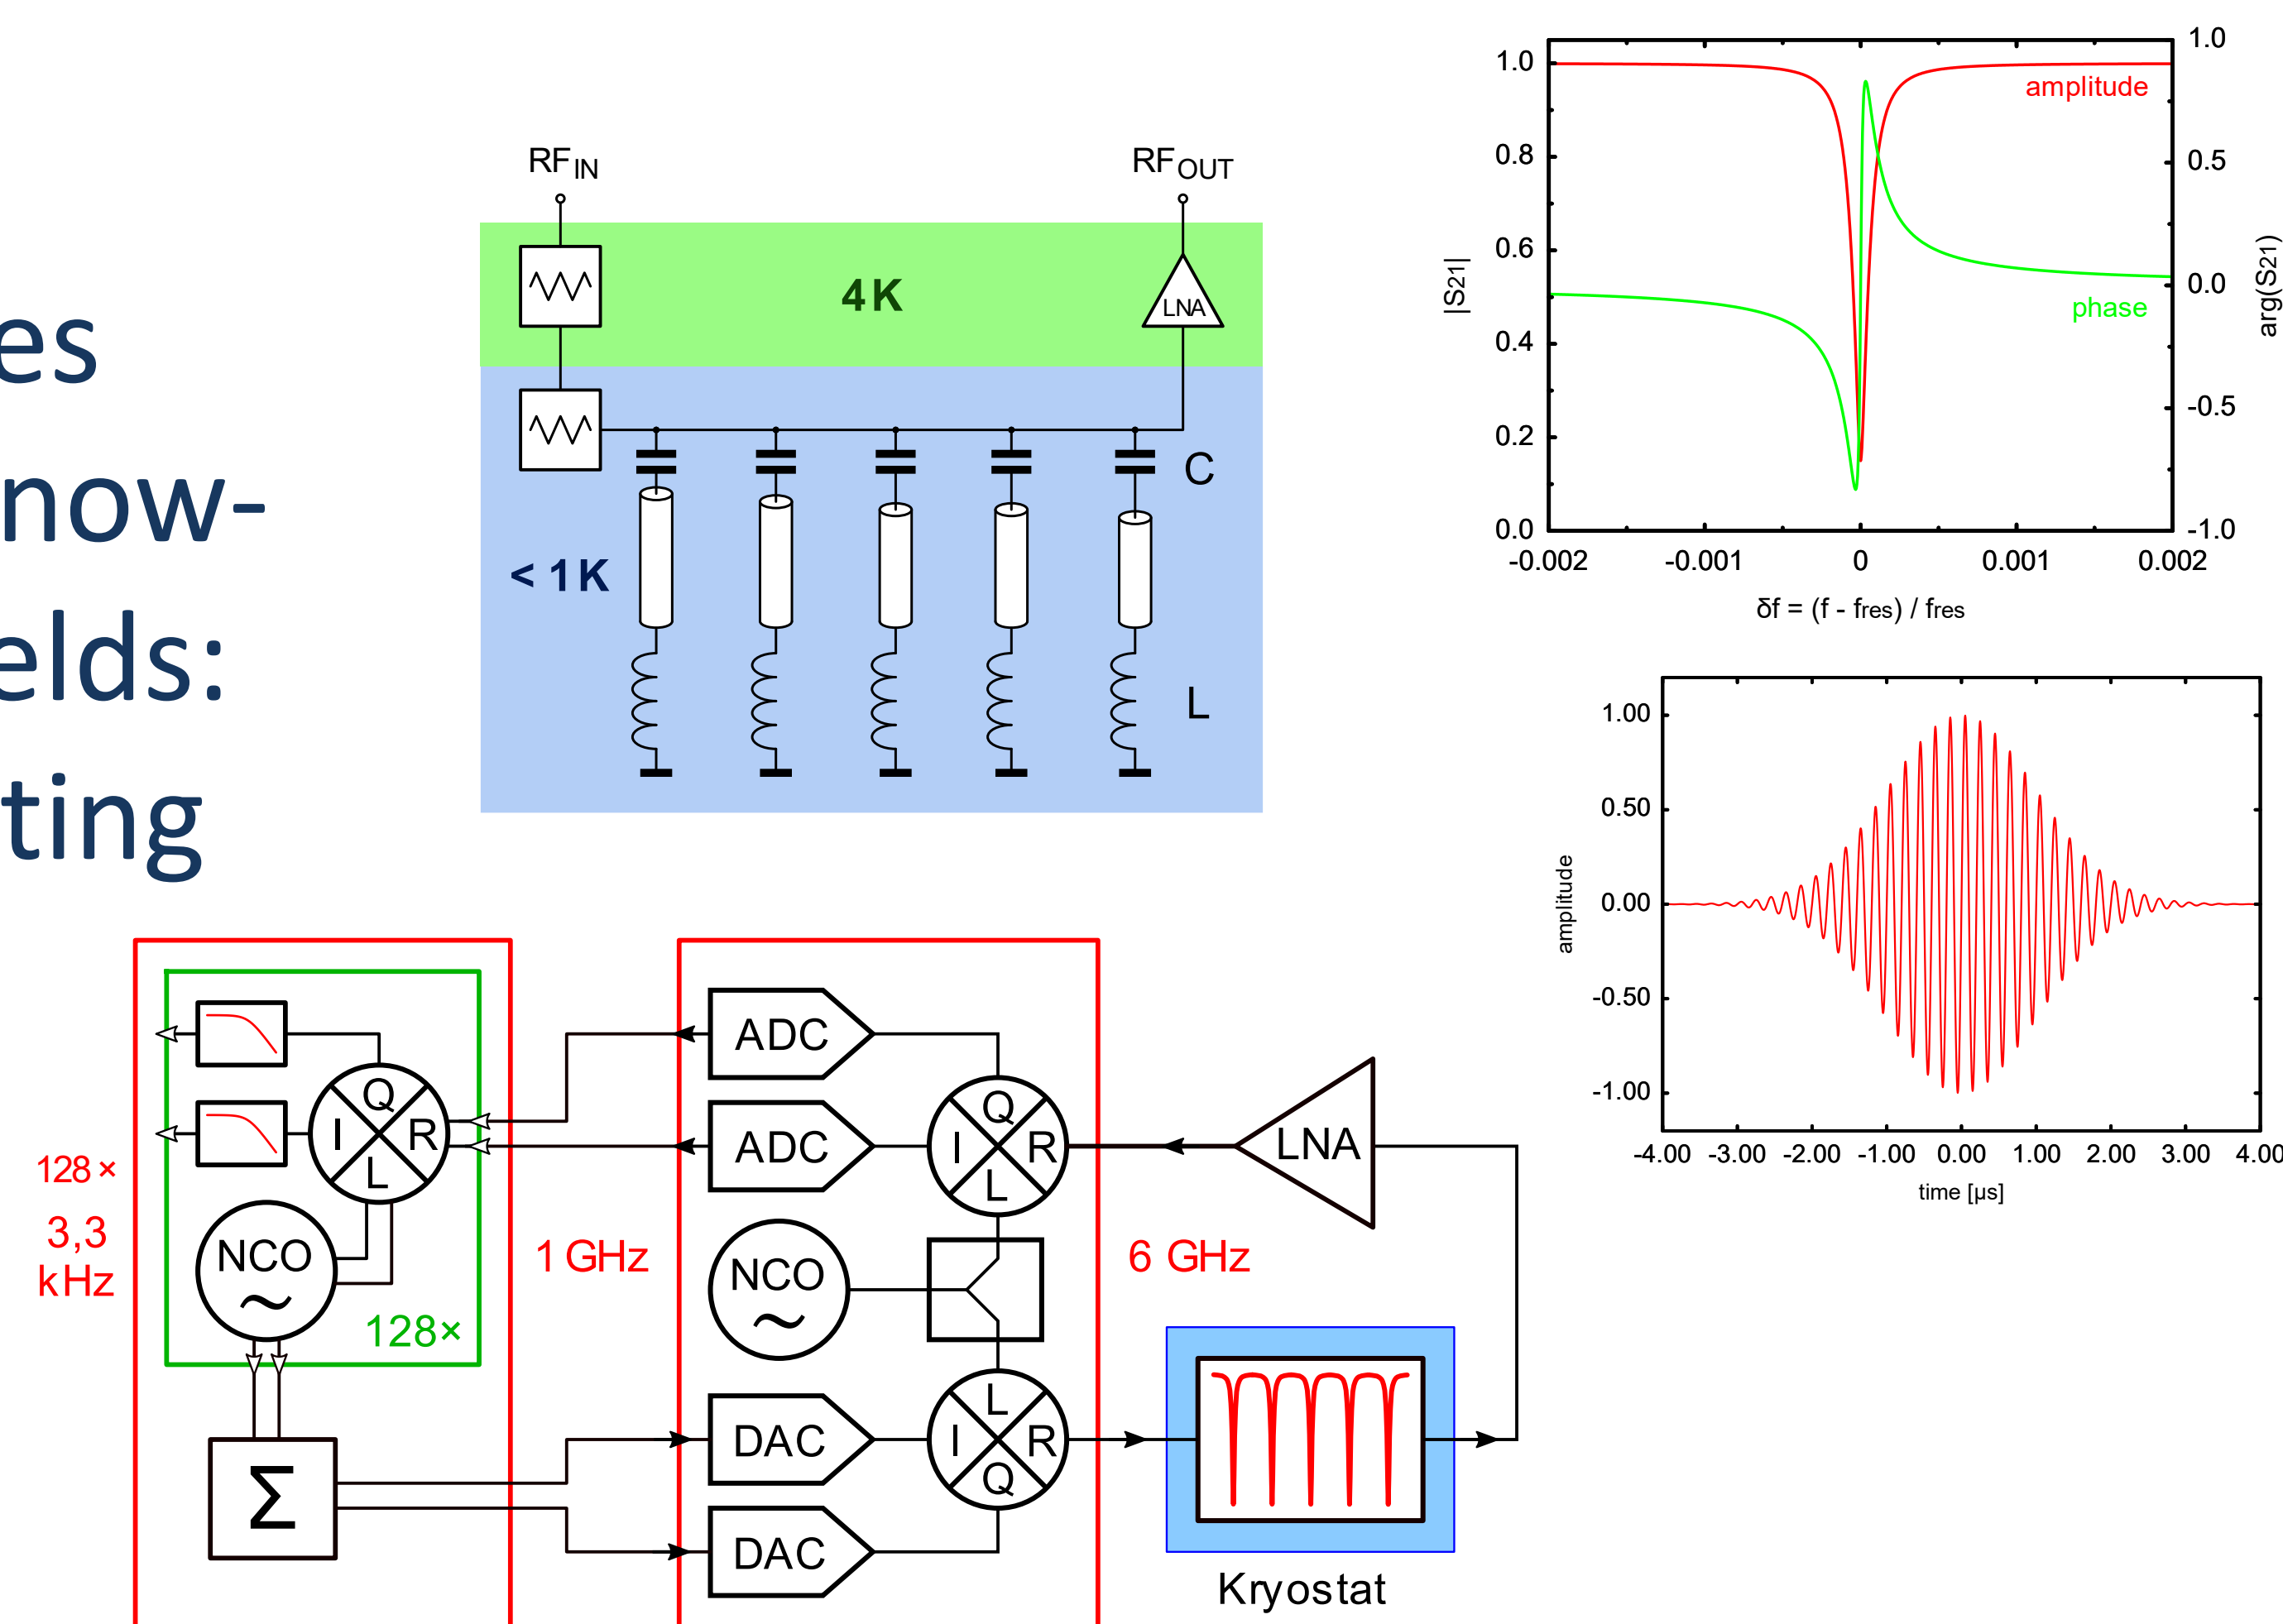 es
now-
elds:
ting
RFIN
RFOUT
4K
LNA
C
< 1K
L
1.0
0.8
0.6
0.4
0.2
0.0
|S21|
1.0
0.5
0.0
-0.5
-1.0
arg(S21)
amplitude
phase
-0.002
-0.001
0
0.001
0.002
δf = (f - fres) / fres
1.00
0.50
0.00
-0.50
-1.00
amplitude
-4.00
-3.00
-2.00
-1.00
0.00
1.00
2.00
3.00
4.00
time [µs]
128 ×
3,3
kHz
Q
I
R
L
NCO
~
128×
Σ
1 GHz
ADC
ADC
Q
I
R
L
NCO
~
DAC
DAC
L
I
R
Q
6 GHz
LNA
Kryostat